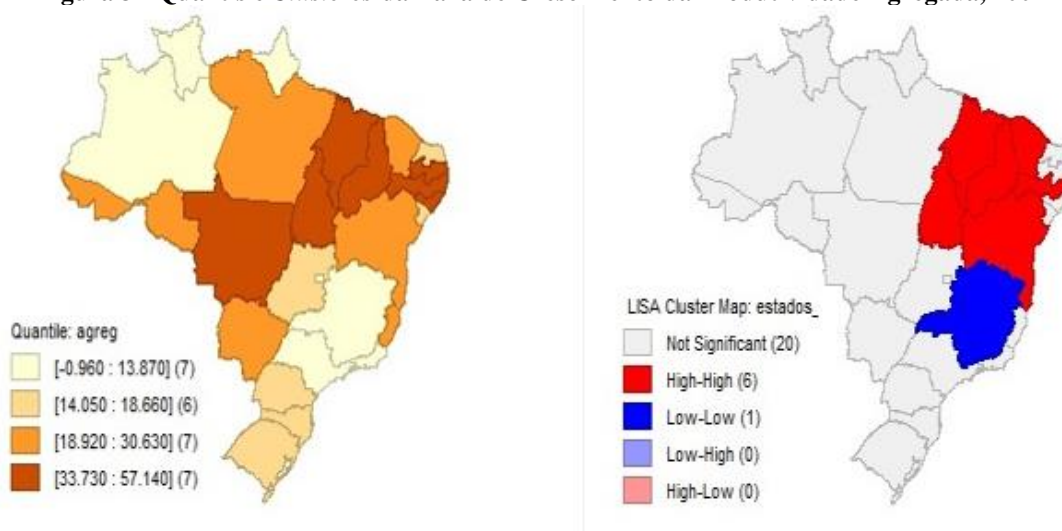 Quantile: agreg
[-0.960 : 13.870] (7)
[14.050 : 18.660] (6)
[18.920 : 30.630] (7)
[33.730 : 57.140] (7)
LISA Cluster Map: estados_
Not Significant (20)
High-High (6)
Low-Low (1)
Low-High (0)
High-Low (0)